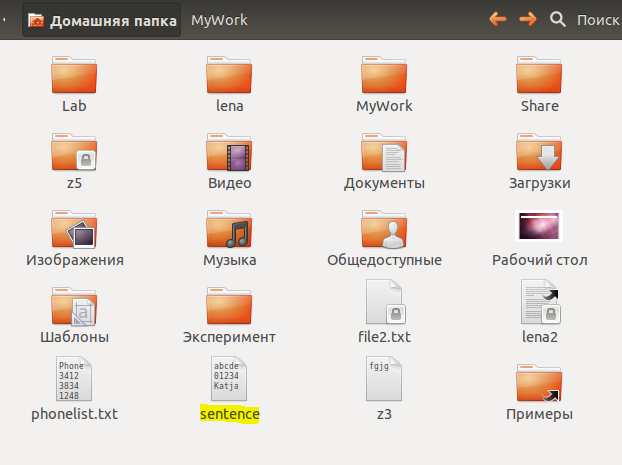 Домашняя папка MyWork Поиск
Lab lena MyWork Share
z5 Видео Документы Загрузки
Изображения Музыка Общедоступные Рабочий стол
a
Шаблоны Эксперимент file2.txt lena2
Phone abcde fgjg
3412 01234
3834 Katja
1248
phonelist.txt sentence z3 Примеры